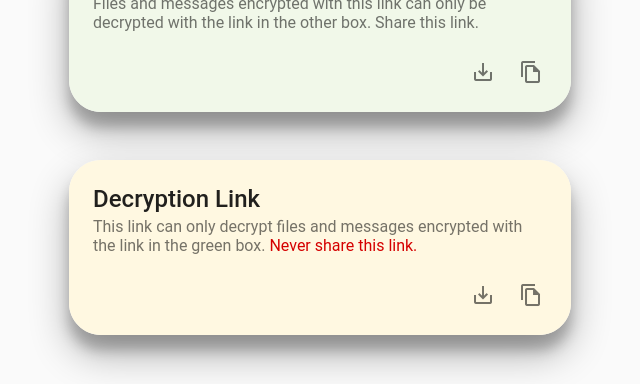 Files and messages encrypted with this link can only be
decrypted with the link in the other box. Share this link.
Decryption Link
This link can only decrypt files and messages encrypted with
the link in the green box. Never share this link.